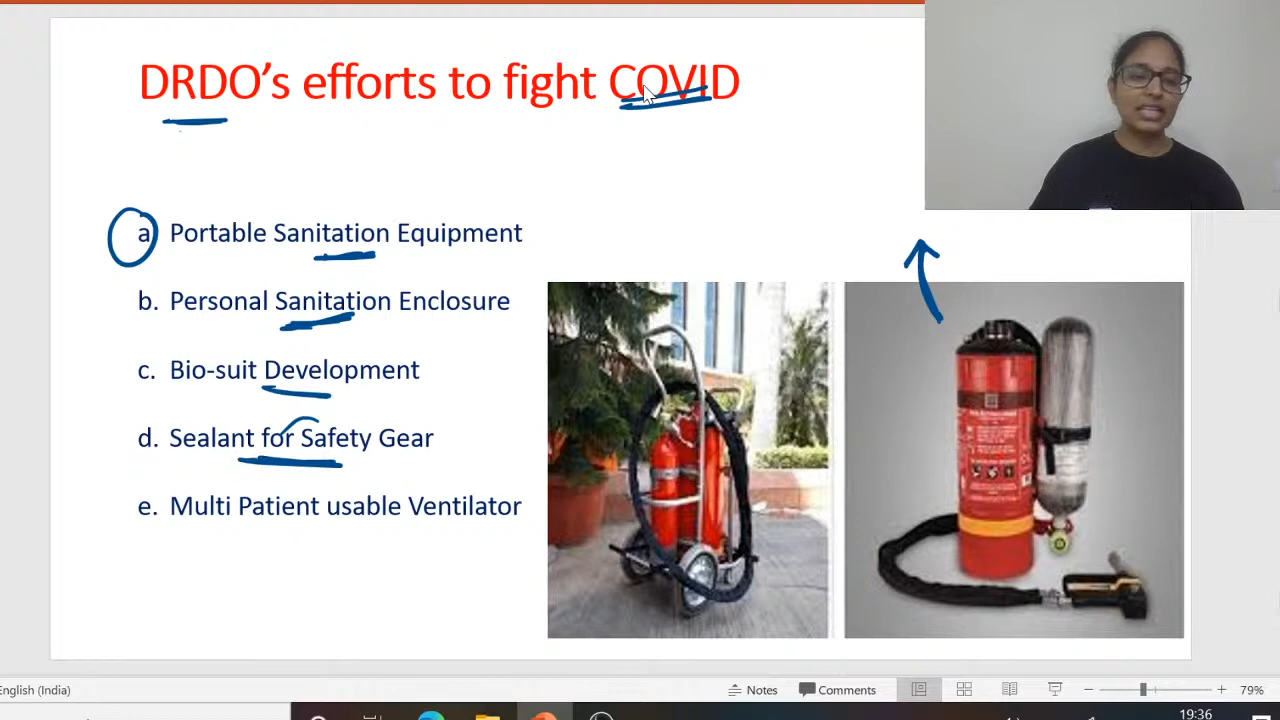 DRDO's efforts to fight COVID
a. Portable Sanitation Equipment
b. Personal Sanitation Enclosure
c. Bio-suit Development
d. Sealant for Safety Gear
e. Multi Patient usable Ventilator
English (India)
Notes
Comments
79%
19:36